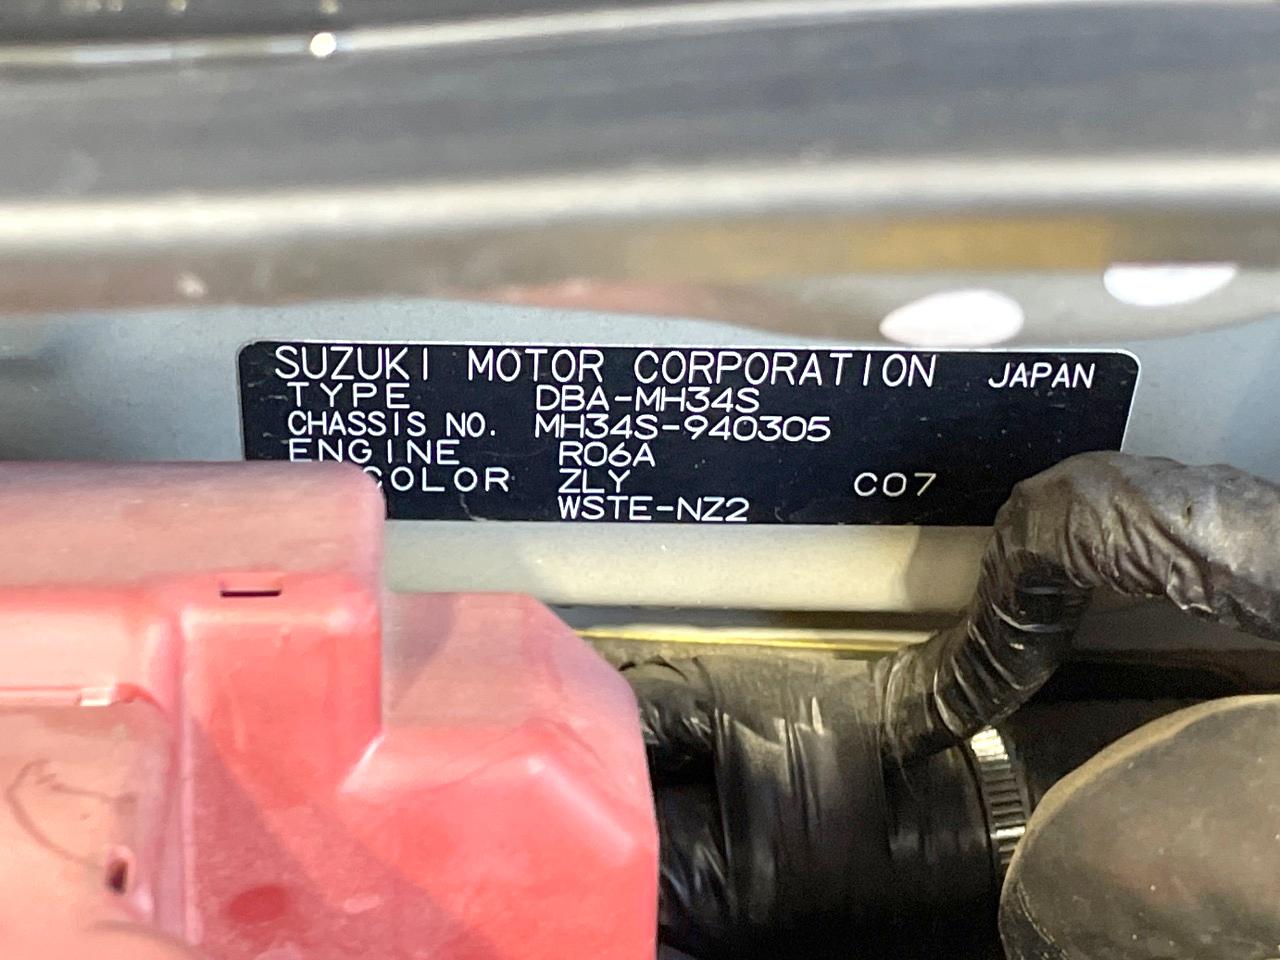 SUZUKI MOTOR CORPORATION JAPAN
TYPE DBA-MH34S
CHASSIS NO. MH34S-940305
ENGINE R06A
COLOR ZLY C07
WSTE-NZ2